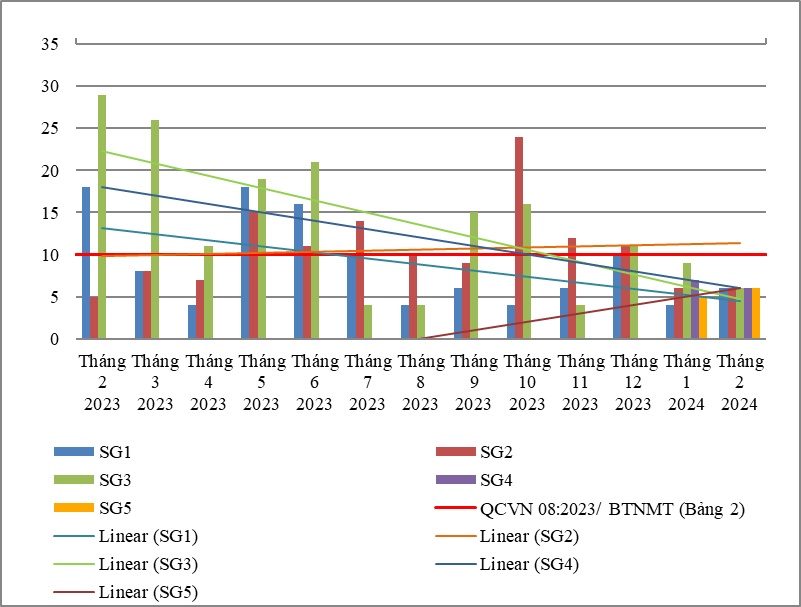 35
30
25
20
15
10
5
0
Tháng 2 2023
Tháng 3 2023
Tháng 4 2023
Tháng 5 2023
Tháng 6 2023
Tháng 7 2023
Tháng 8 2023
Tháng 9 2023
Tháng 10 2023
Tháng 11 2023
Tháng 12 2023
Tháng 1 2024
Tháng 2 2024
SG1
SG2
SG3
SG4
SG5
QCVN 08:2023/ BTNMT (Bảng 2)
Linear (SG1)
Linear (SG2)
Linear (SG3)
Linear (SG4)
Linear (SG5)